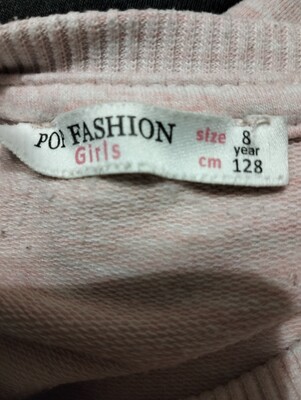 FASHION
Girls
size 8
year
cm 128